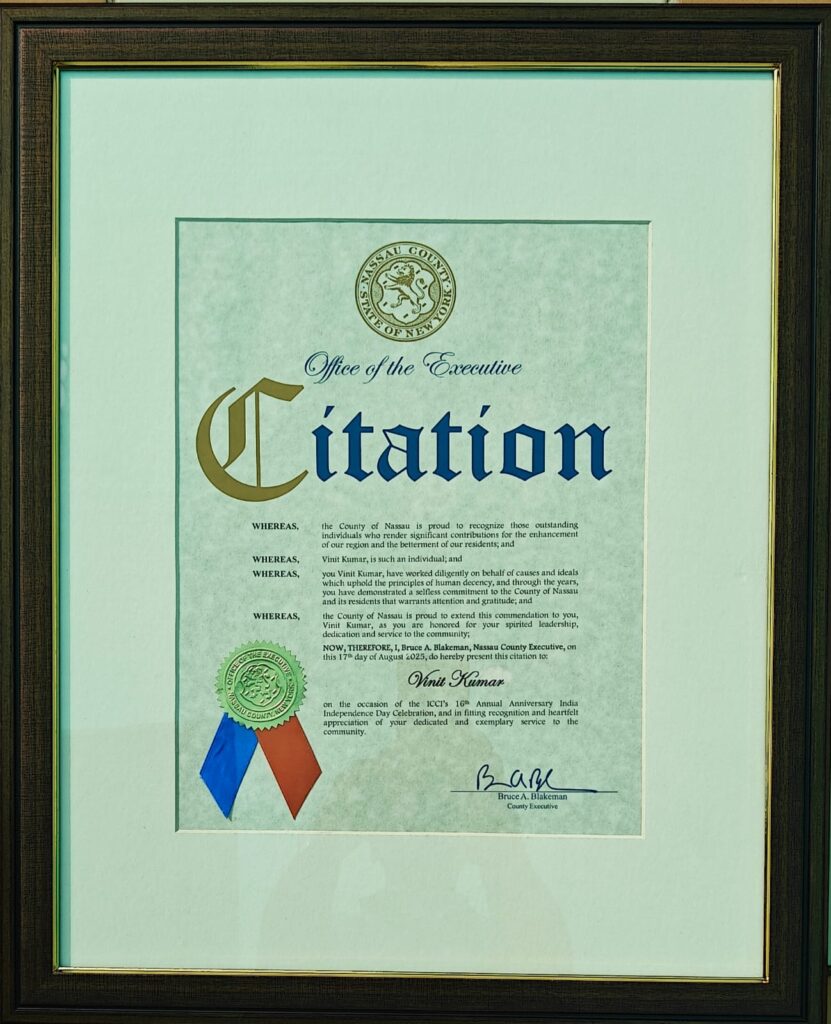 NASSAU COUNTY
STATE OF NEW YORK
Office of the Executive
Citation
WHEREAS, the County of Nassau is proud to recognize those outstanding
individuals who render significant contributions for the enhancement
of our region and the betterment of our residents; and
WHEREAS, Vinit Kumar, is such an individual; and
WHEREAS, you Vinit Kumar, have worked diligently on behalf of causes and ideals
which uphold the principles of human decency, and through the years,
you have demonstrated a selfless commitment to the County of Nassau
and its residents that warrants attention and gratitude; and
WHEREAS, the County of Nassau is proud to extend this commendation to you,
Vinit Kumar, as you are honored for your spirited leadership,
dedication and service to the community;
NOW, THEREFORE, I, Bruce A. Blakeman, Nassau County Executive, on
this 17th day of August 2025, do hereby present this citation to:
Vinit Kumar
on the occasion of the ICCI's 16th Annual Anniversary India
Independence Day Celebration, and in fitting recognition and heartfelt
appreciation of your dedicated and exemplary service to the
community.
OFFICE OF THE EXECUTIVE
NASSAU COUNTY NEW YORK
Bruce A. Blakeman
County Executive